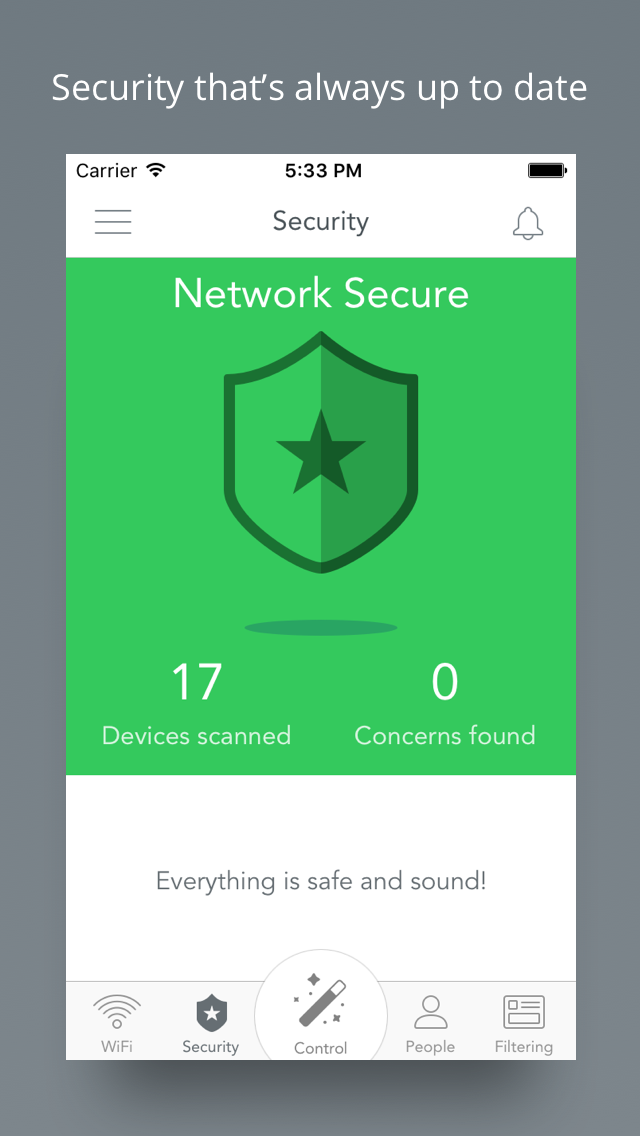 Security that’s always up to date
Carrier 5:33 PM
Security
Network Secure
17 0
Devices scanned Concerns found
Everything is safe and sound!
WiFi Security Control People Filtering